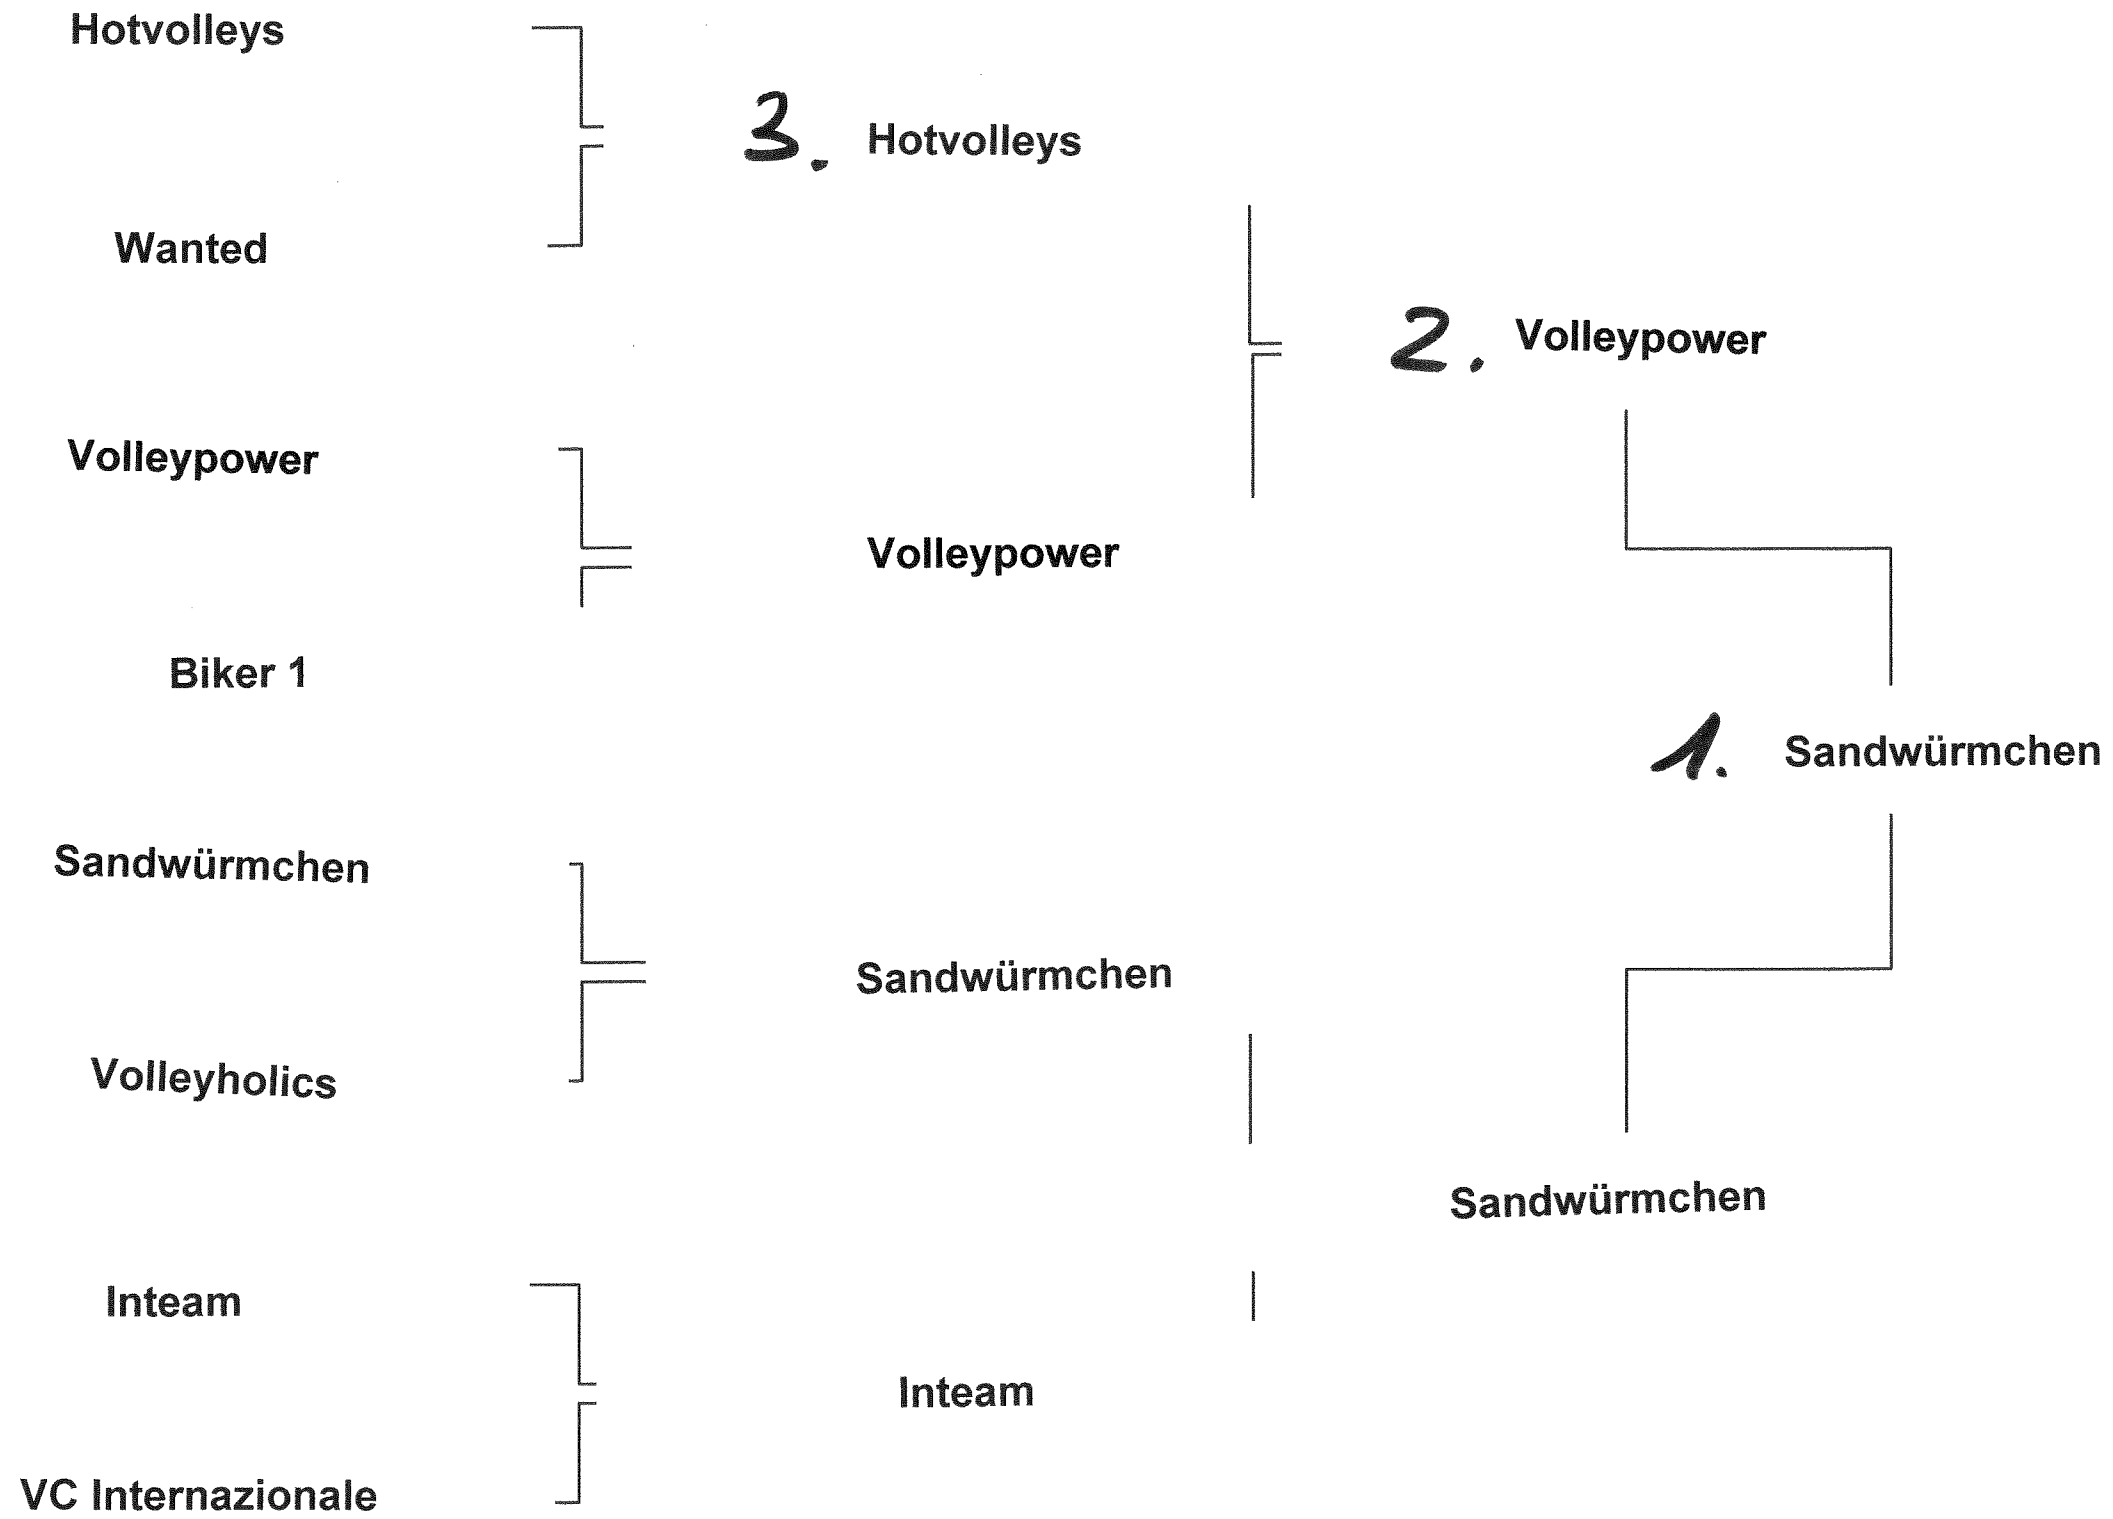 Hotvolleys
3. Hotvolleys
Wanted
2. Volleypower
Volleypower
Volleypower
Biker 1
1. Sandwürmchen
Sandwürmchen
Sandwürmchen
Volleyholics
Sandwürmchen
Inteam
Inteam
VC Internazionale